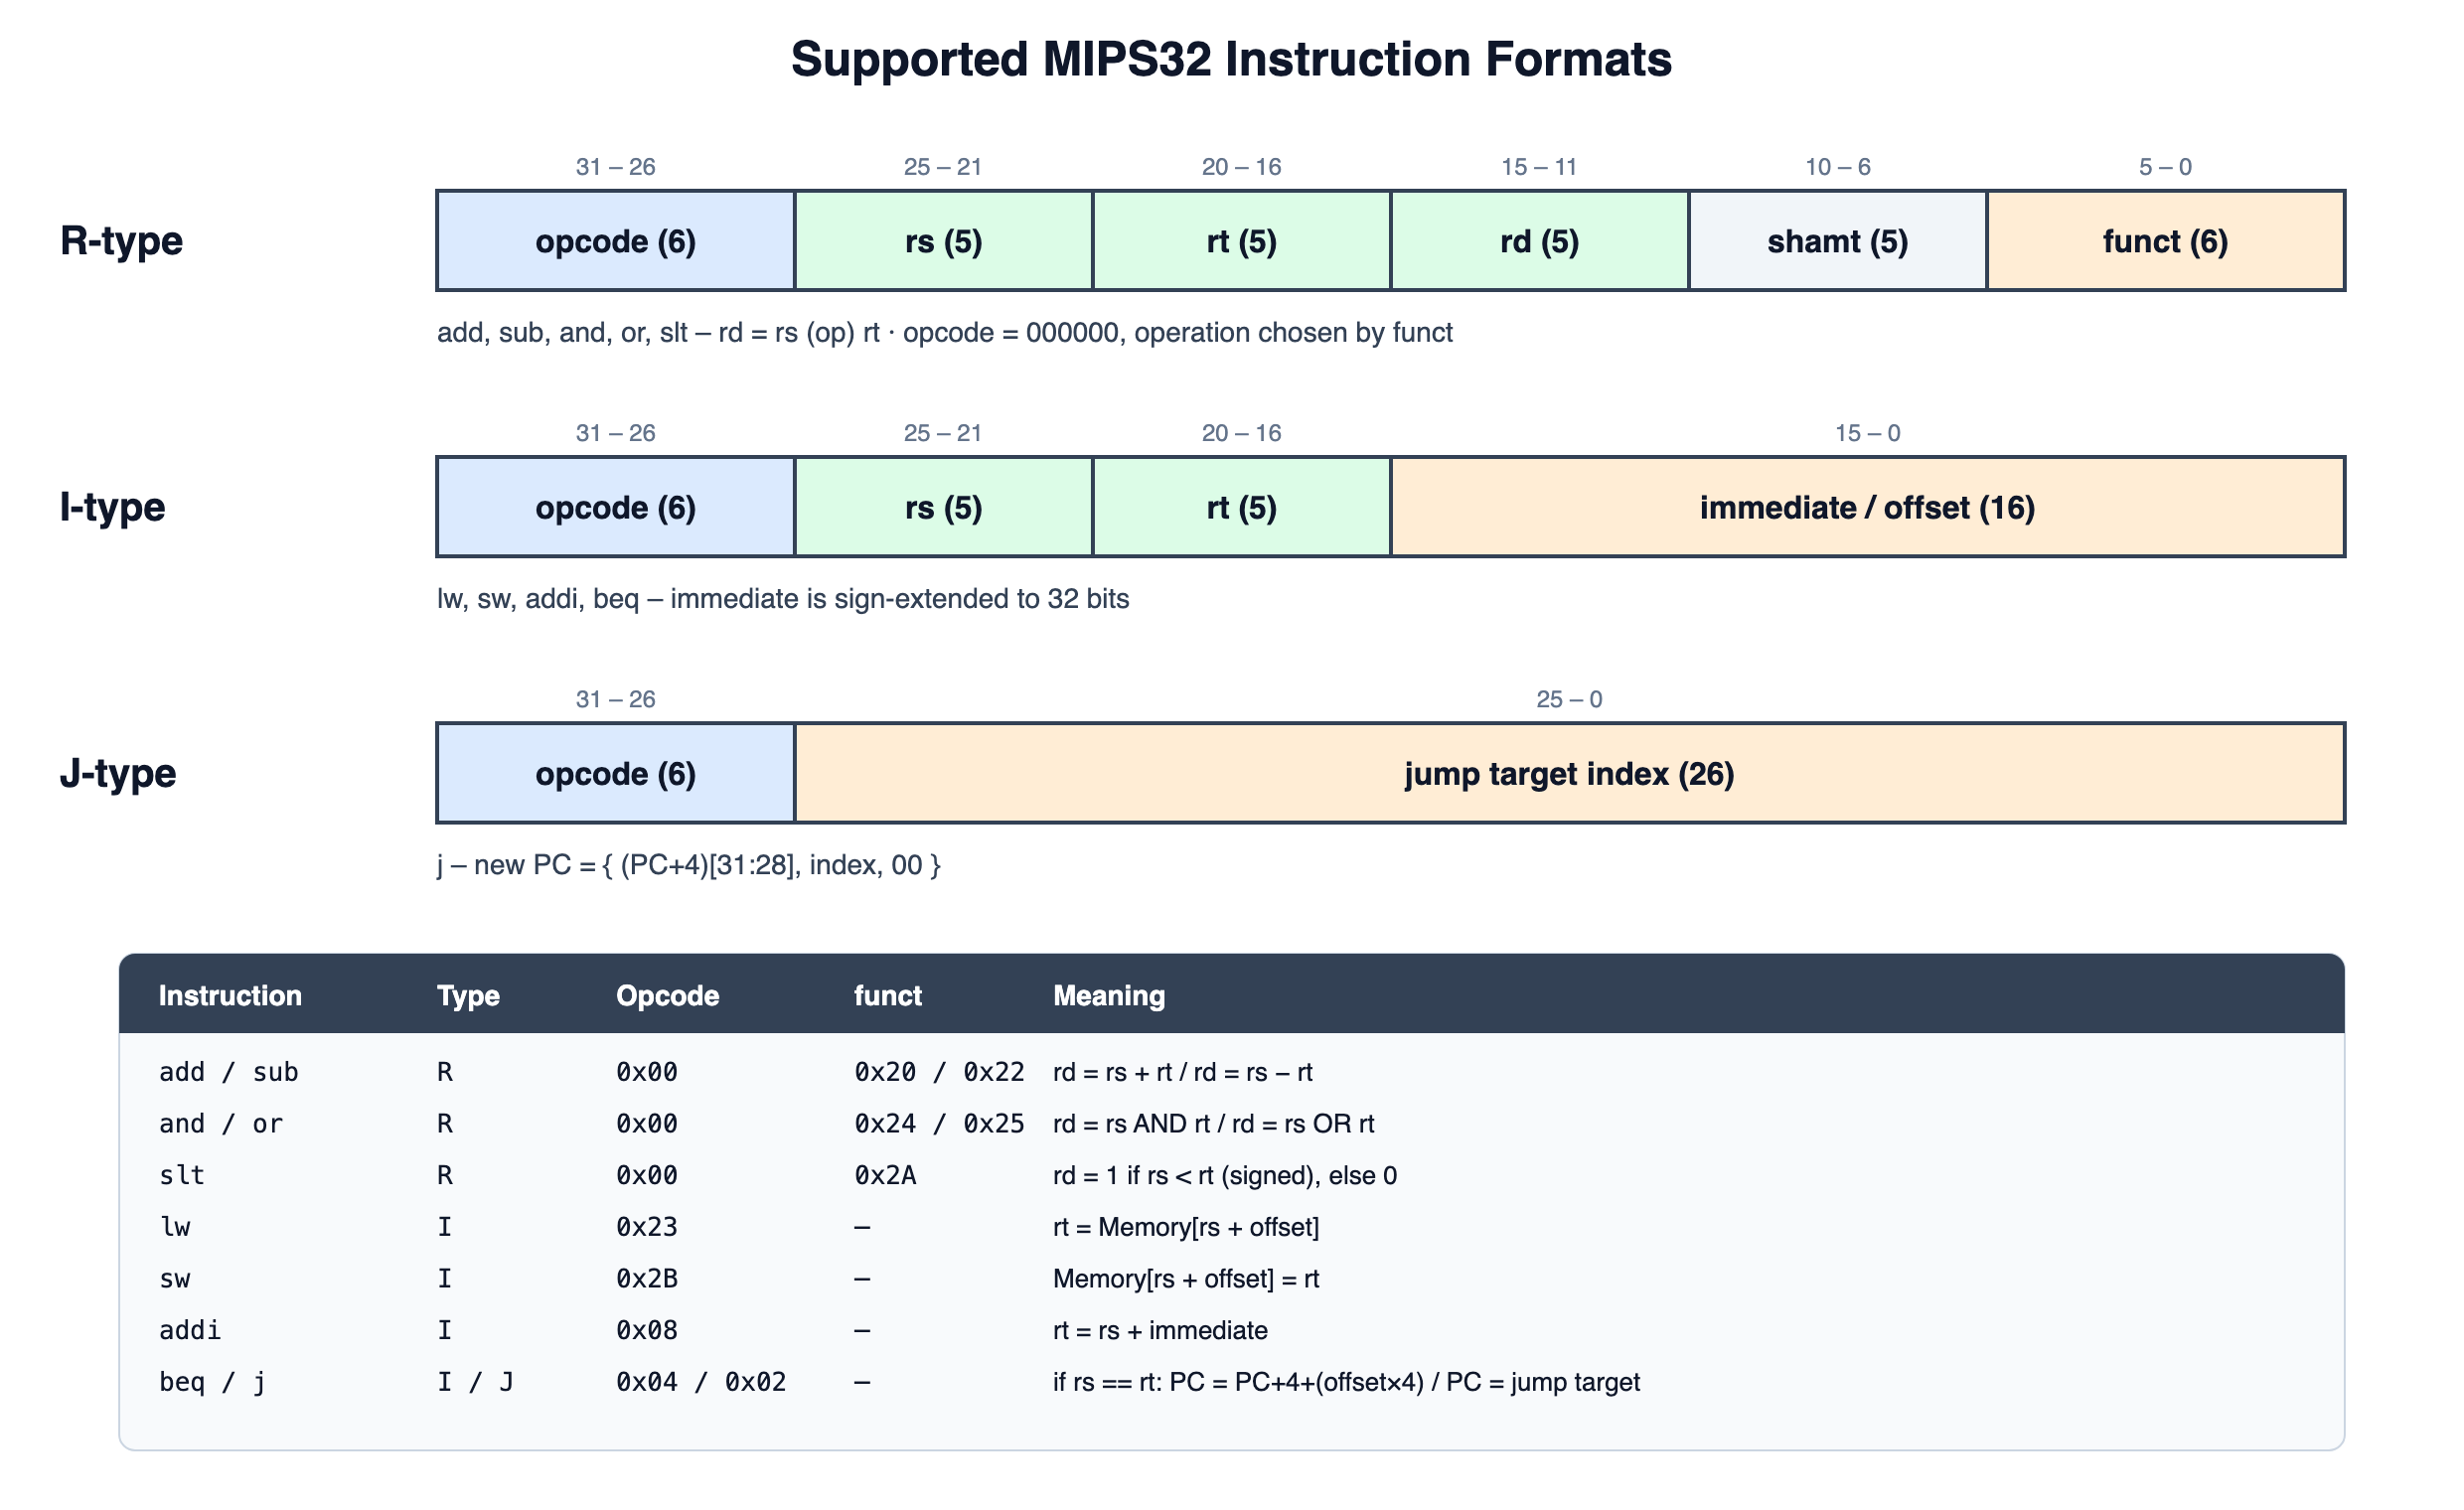 Supported MIPS32 Instruction Formats
31 – 26 25 – 21 20 – 16 15 – 11 10 – 6 5 – 0
R-type opcode (6) rs (5) rt (5) rd (5) shamt (5) funct (6)
add, sub, and, or, slt – rd = rs (op) rt · opcode = 000000, operation chosen by funct
31 – 26 25 – 21 20 – 16 15 – 0
I-type opcode (6) rs (5) rt (5) immediate / offset (16)
lw, sw, addi, beq – immediate is sign-extended to 32 bits
31 – 26 25 – 0
J-type opcode (6) jump target index (26)
j – new PC = { (PC+4)[31:28], index, 00 }
Instruction Type Opcode funct Meaning
add / sub R 0x00 0x20 / 0x22 rd = rs + rt / rd = rs − rt
and / or R 0x00 0x24 / 0x25 rd = rs AND rt / rd = rs OR rt
slt R 0x00 0x2A rd = 1 if rs < rt (signed), else 0
lw I 0x23 – rt = Memory[rs + offset]
sw I 0x2B – Memory[rs + offset] = rt
addi I 0x08 – rt = rs + immediate
beq / j I / J 0x04 / 0x02 – if rs == rt: PC = PC+4+(offset×4) / PC = jump target